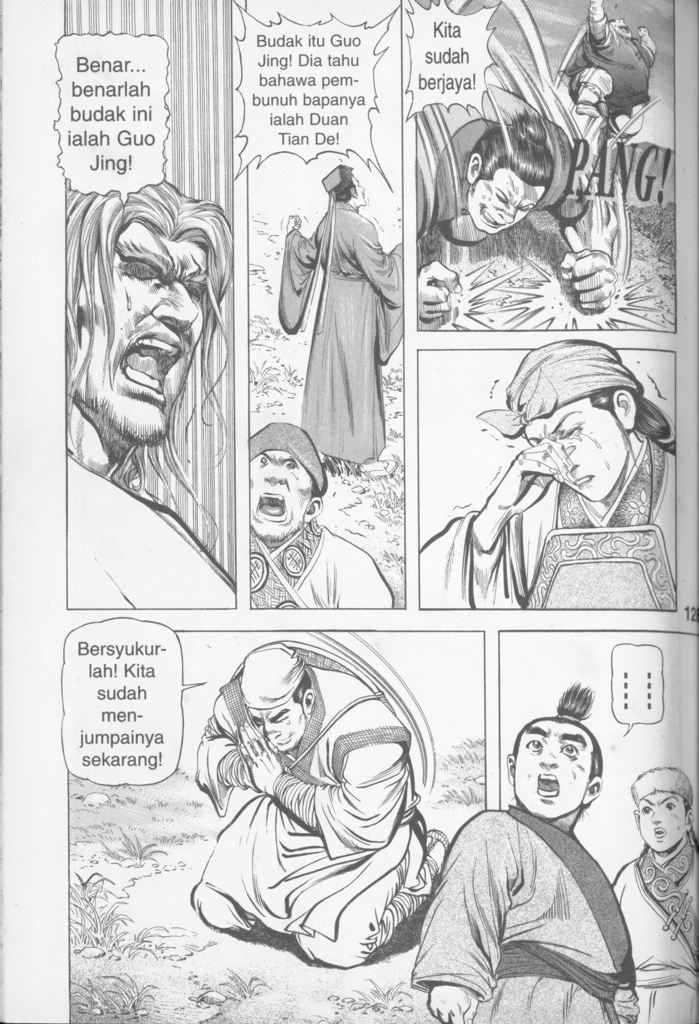 Benar...
benarlah
budak ini
ialah Guo
Jing!
Budak itu Guo
Jing! Dia tahu
bahawa pem-
bunuh bapanya
ialah Duan
Tian De!
Kita
sudah
berjaya!
PANG!
Bersyukur-
lah! Kita
sudah
men-
jumpainya
sekarang!